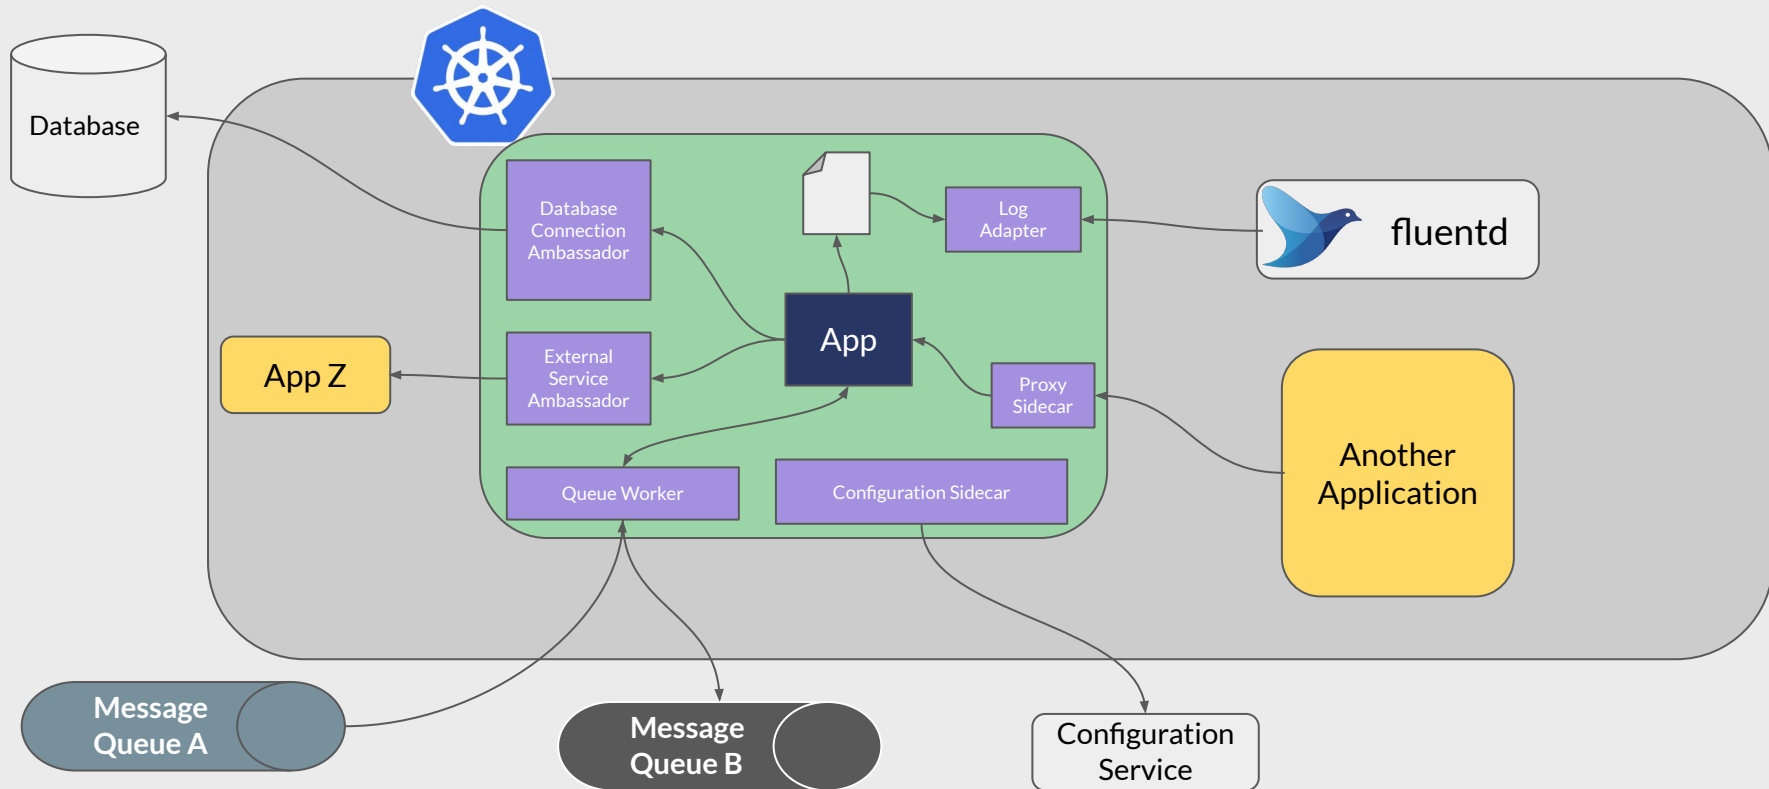 Database
Database
Connection
Ambassador
Log
Adapter
fluentd
App
External
Service
Ambassador
App Z
Proxy
Sidecar
Another
Application
Queue Worker
Configuration Sidecar
Message
Queue A
Message
Queue B
Configuration
Service